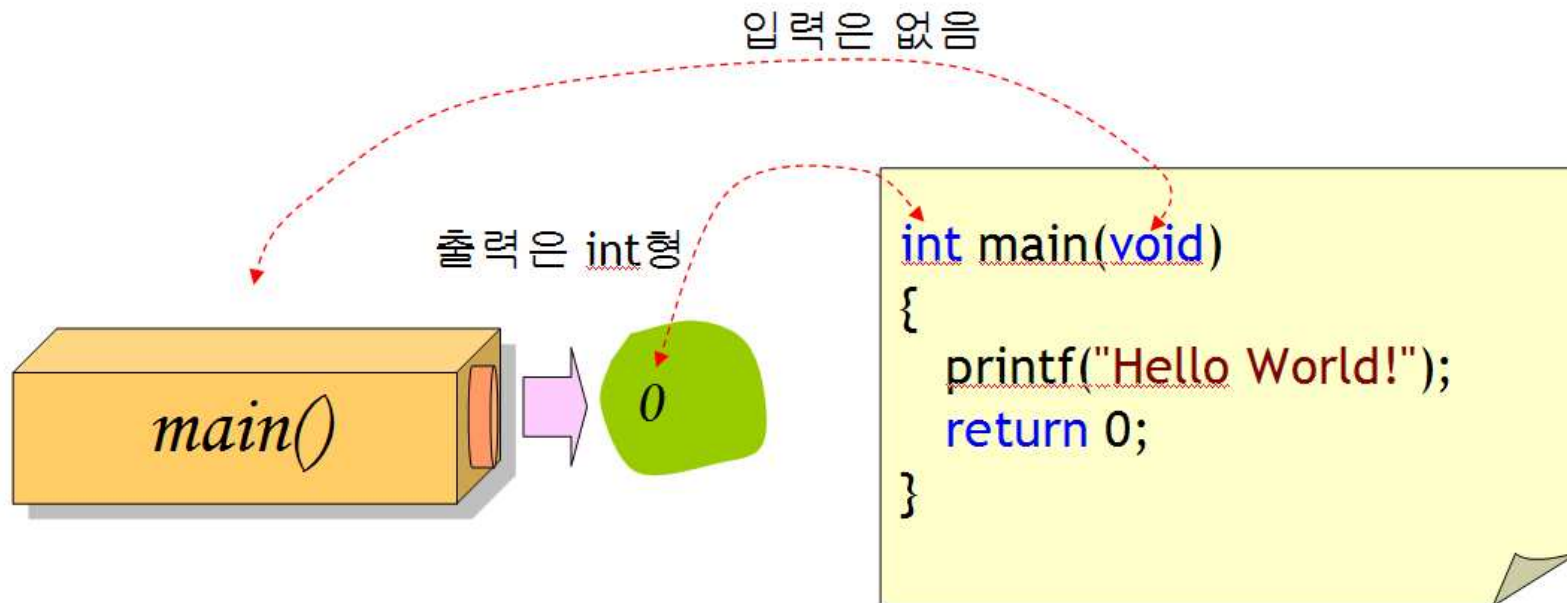 입력은 없음
출력은 int형
main()
0
int main(void)
{
printf("Hello World!");
return 0;
}